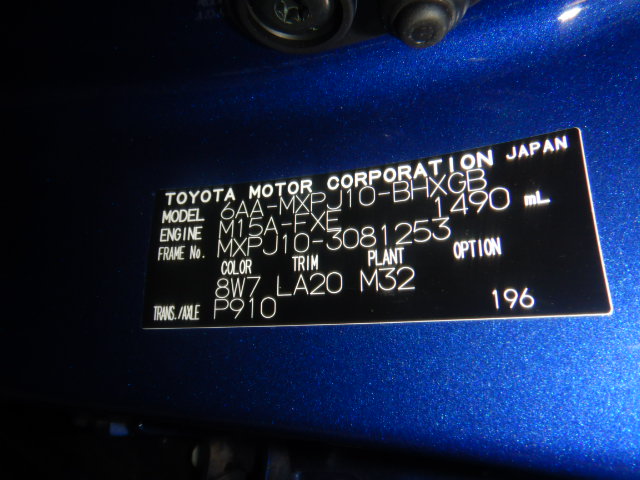 TOYOTA MOTOR CORPORATION JAPAN
MODEL 6AA-MXPJ10-BHXGB
ENGINE M15A-FXE 1490 mL
FRAME No. MXPJ10-3081253
COLOR TRIM PLANT OPTION
8W7 LA20 M32
TRANS./AXLE P910 196